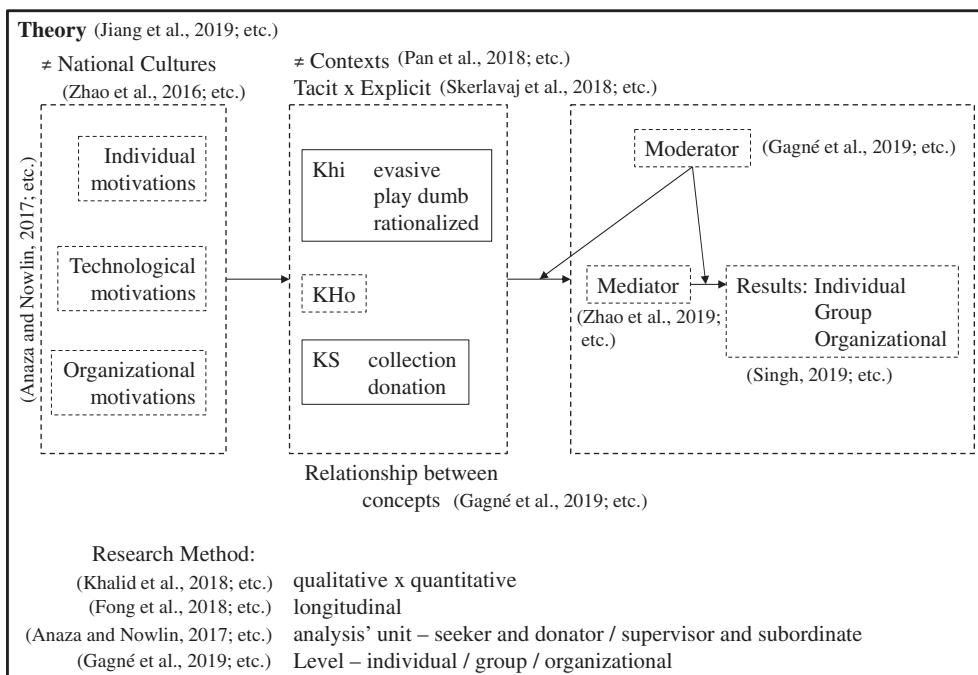 Theory (Jiang et al., 2019; etc.)
≠ National Cultures
(Zhao et al., 2016; etc.)
≠ Contexts (Pan et al., 2018; etc.)
Tacit x Explicit (Skerlavaj et al., 2018; etc.)
(Anaza and Nowlin, 2017; etc.)
Individual
motivations
Technological
motivations
Organizational
motivations
Khi evasive
play dumb
rationalized
KHo
KS collection
donation
Relationship between
concepts (Gagné et al., 2019; etc.)
Moderator (Gagné et al., 2019; etc.)
Mediator
(Zhao et al., 2019;
etc.)
Results: Individual
Group
Organizational
(Singh, 2019; etc.)
Research Method:
(Khalid et al., 2018; etc.) qualitative x quantitative
(Fong et al., 2018; etc.) longitudinal
(Anaza and Nowlin, 2017; etc.) analysis’ unit – seeker and donator / supervisor and subordinate
(Gagné et al., 2019; etc.) Level – individual / group / organizational